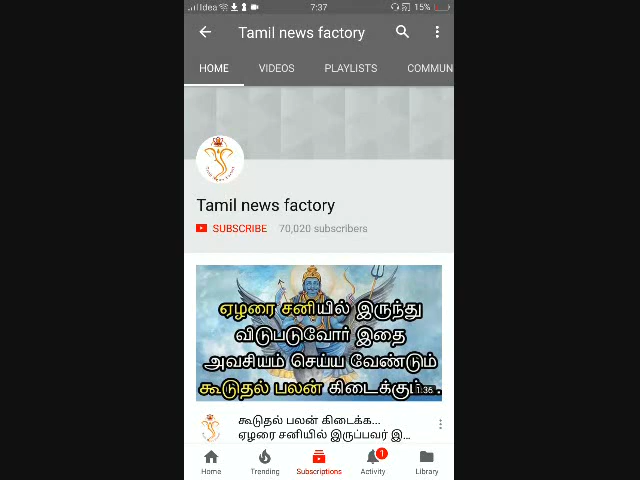 Idea 7:37 15%
Tamil news factory
HOME VIDEOS PLAYLISTS COMMUN
Tamil news factory
SUBSCRIBE 70,020 subscribers
ஏழரை சனியில் இருந்து
விடுபடுவோர் இதை
அவசியம் செய்ய வேண்டும்
கூடுதல் பலன் கிடைக்கும்..
1:36
கூடுதல் பலன் கிடைக்க...
ஏழரை சனியில் இருப்பவர் இ...
Home Trending Subscriptions 1 Activity Library